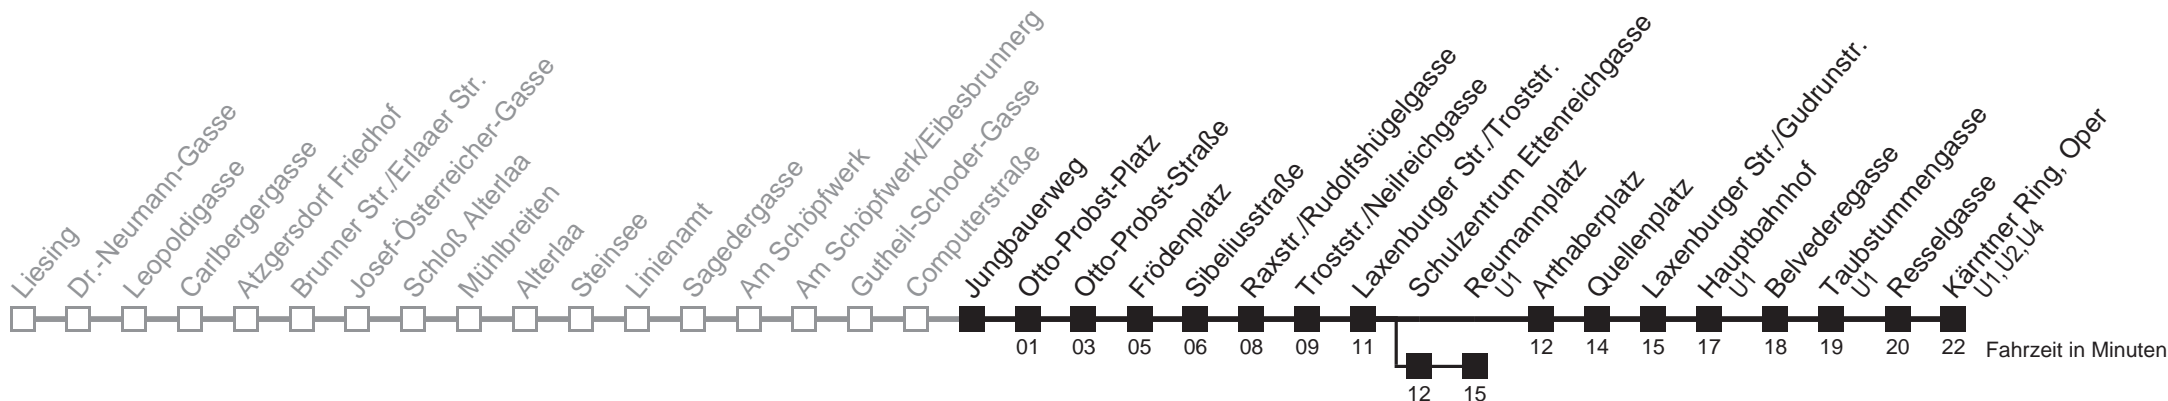 Liesing
Dr.-Neumann-Gasse
Leopoldigasse
Carlbergergasse
Atzgersdorf Friedhof
Brunner Str./Erlaaer Str.
Josef-Österreicher-Gasse
Schloß Alterlaa
Mühlbreiten
Alterlaa
Steinsee
Linienamt
Sagedergasse
Am Schöpfwerk
Am Schöpfwerk/Eibesbrunnerg
Gutheil-Schoder-Gasse
Computerstraße
Jungbauerweg
Otto-Probst-Platz
Otto-Probst-Straße
Frödenplatz
Sibeliusstraße
Raxstr./Rudolfshügelgasse
Troststr./Neilreichgasse
Laxenburger Str./Troststr.
Schulzentrum Ettenreichgasse
Reumannplatz
U1
Arthaberplatz
Quellenplatz
Laxenburger Str./Gudrunstr.
Hauptbahnhof
U1
Belvederegasse
Taubstummengasse
U1
Resselgasse
Kärntner Ring, Oper
U1,U2,U4
01 03 05 06 08 09 11 12 14 15 17 18 19 20 22 Fahrzeit in Minuten
12 15